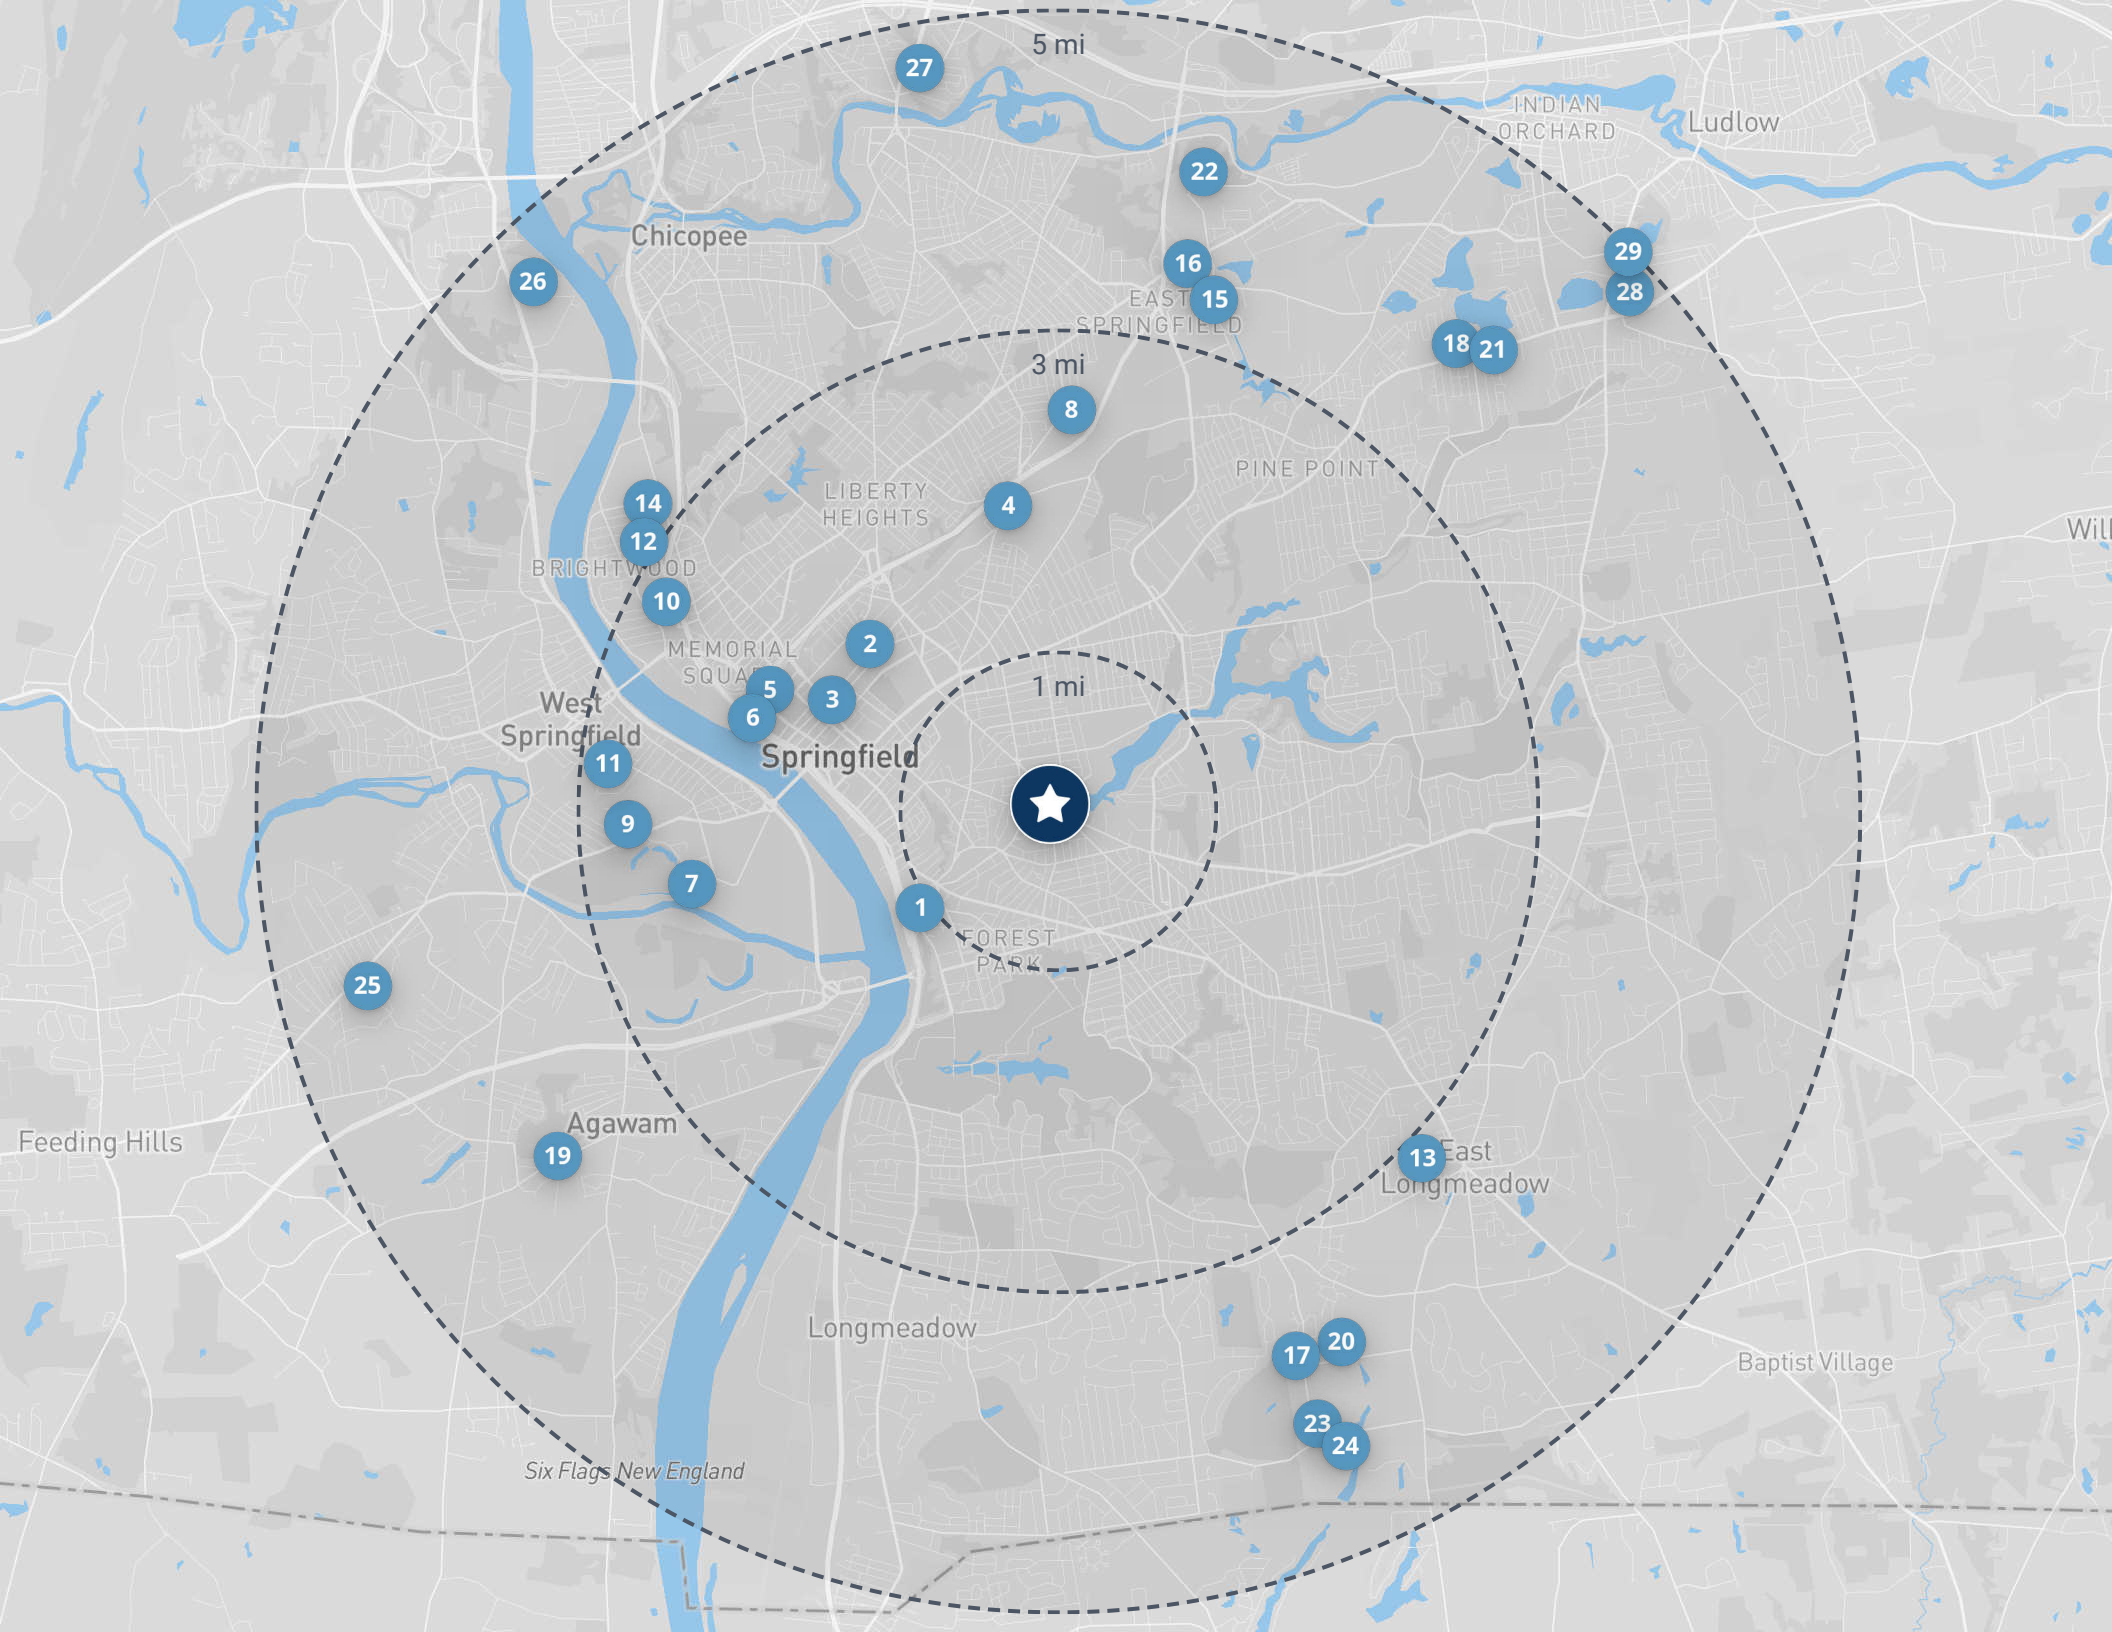 5 mi
27
INDIAN
ORCHARD
Ludlow
22
Chicopee
29
16
26
28
15
EAST
SPRINGFIELD
18
21
3 mi
8
PINE POINT
LIBERTY
HEIGHTS
14
4
Will
12
BRIGHTWOOD
10
2
MEMORIAL
SQUA
1 mi
5
3
West
Springfield
6
Springfield
11
9
7
1
FOREST
PARK
25
Agawam
Feeding Hills
19
13
East
Longmeadow
Longmeadow
20
17
Baptist Village
23
24
Six Flags New England